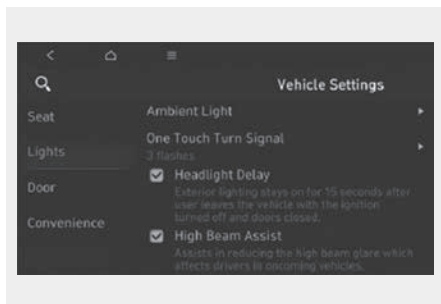 Vehicle Settings
Seat
Lights
Door
Convenience
Ambient Light
One Touch Turn Signal
3 flashes
Headlight Delay
Exterior lighting stays on for 15 seconds after
user leaves the vehicle with the ignition
turned off and doors closed.
High Beam Assist
Assists in reducing the high beam glare which
affects drivers in oncoming vehicles.